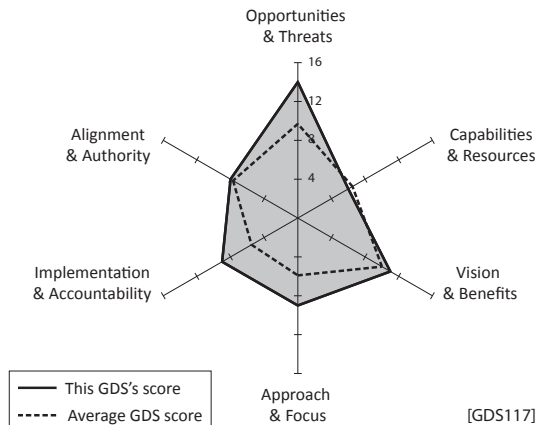 Opportunities
& Threats
16
12
8
4
Alignment
& Authority
Capabilities
& Resources
Implementation
& Accountability
Vision
& Benefits
This GDS's score
Average GDS score
Approach
& Focus
[GDS117]